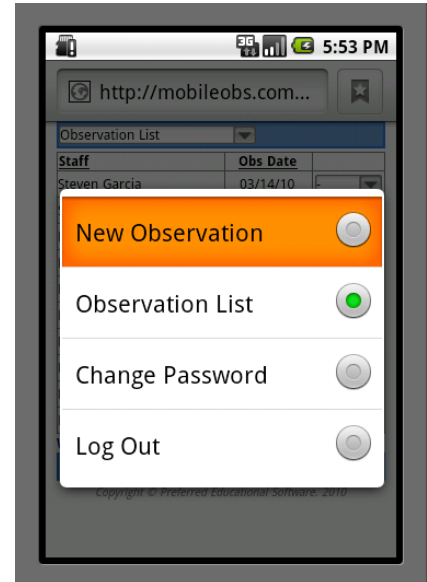 3G 5:53 PM
http://mobileobs.com...
Observation List
Staff Obs Date
Steven Garcia 03/14/10 -
New Observation
Observation List
Change Password
Log Out
Copyright © Preferred Educational Software. 2010